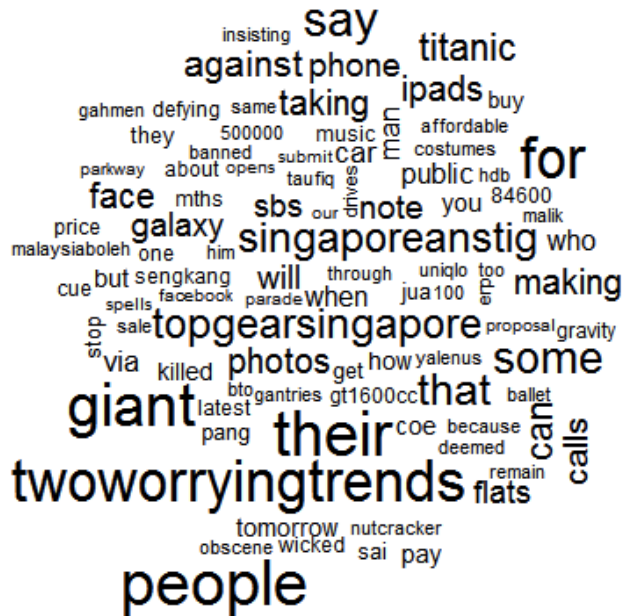 say
insisting
titanic
against phone
ipads buy
gahmen defying same taking
man
they 500000 music affordable
banned submit car costumes for
parkway about opens taufiq drives public hdb
face mths sbs our note you 84600
malik
price galaxy singaporeanstig who
malaysiaboleh one him
cue but sengkang will through uniqlo too making
spells facebook parade when jua 100 erp
stop sale topgearsingapore proposal gravity
via killed photos get how yalenus some
giant bto gantries gt1600cc that ballet
latest their coe because can calls
pang deemed
twoworryingtrends remain
flats
tomorrow nutcracker
obscene wicked sai pay
people